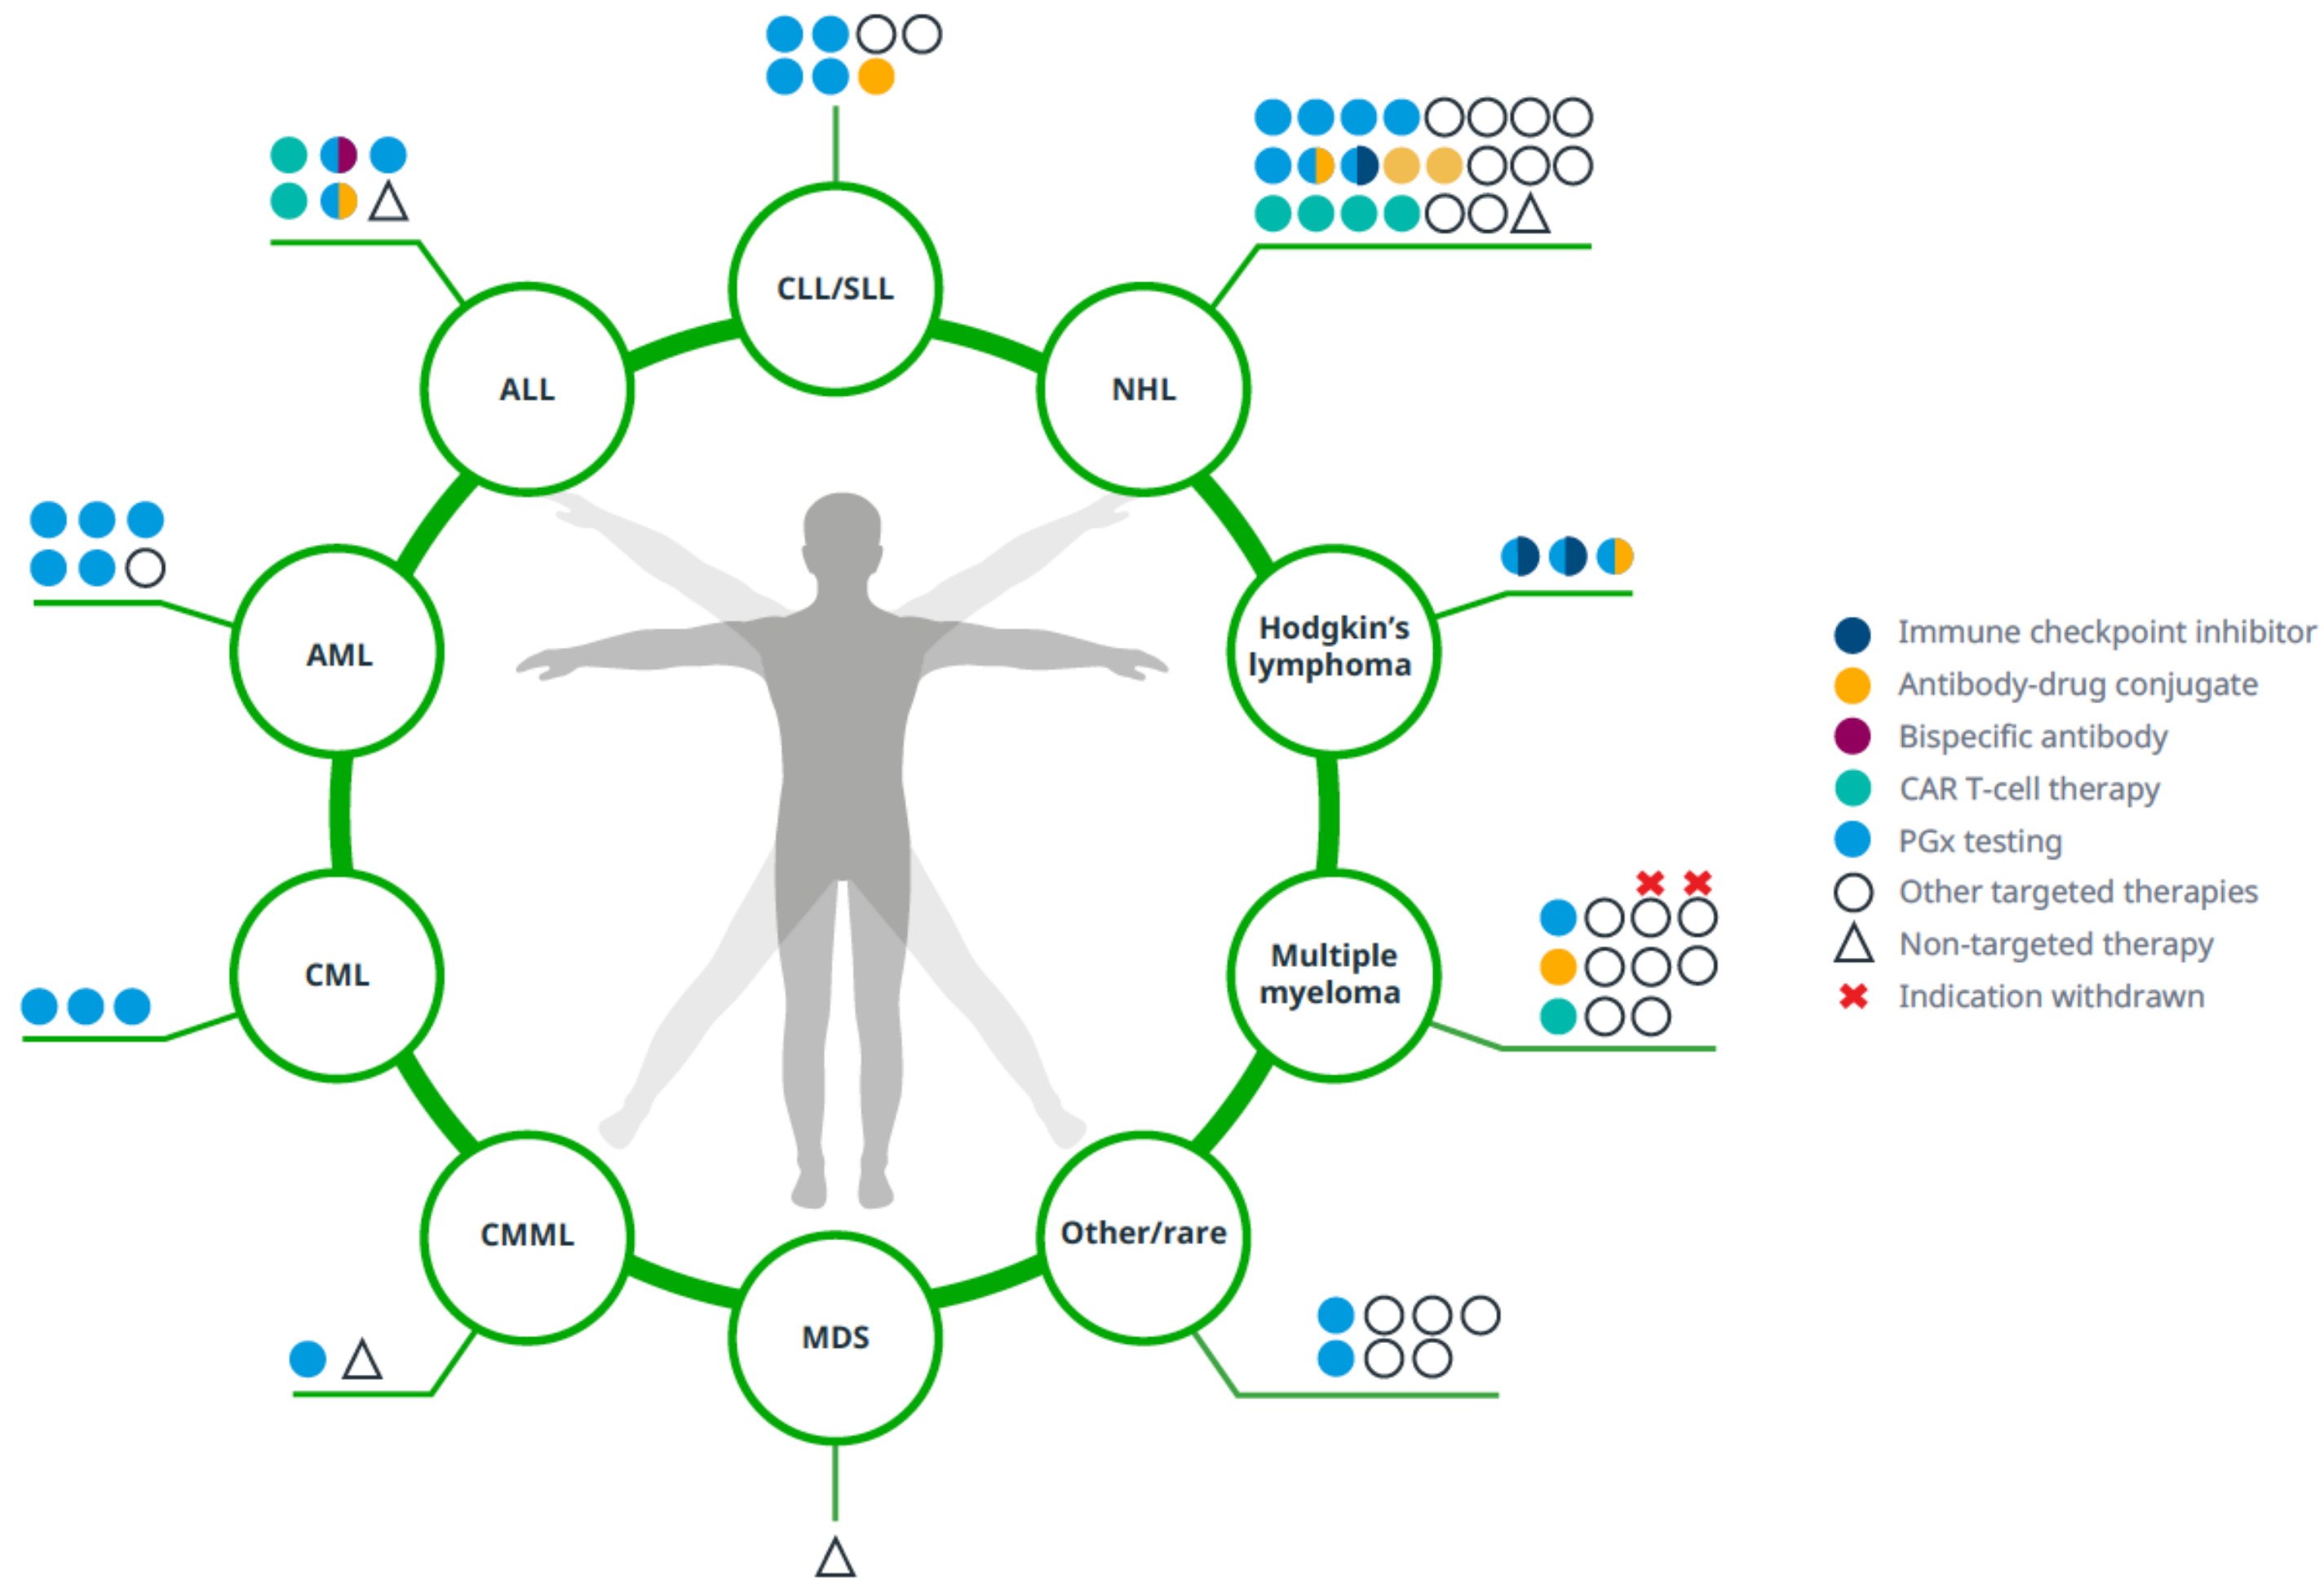 CLL/SLL
ALL
NHL
AML
Hodgkin's
lymphoma
CML
Multiple
myeloma
CMML
Other/rare
MDS
Immune checkpoint inhibitor
Antibody-drug conjugate
Bispecific antibody
CAR T-cell therapy
PGx testing
Other targeted therapies
Non-targeted therapy
Indication withdrawn